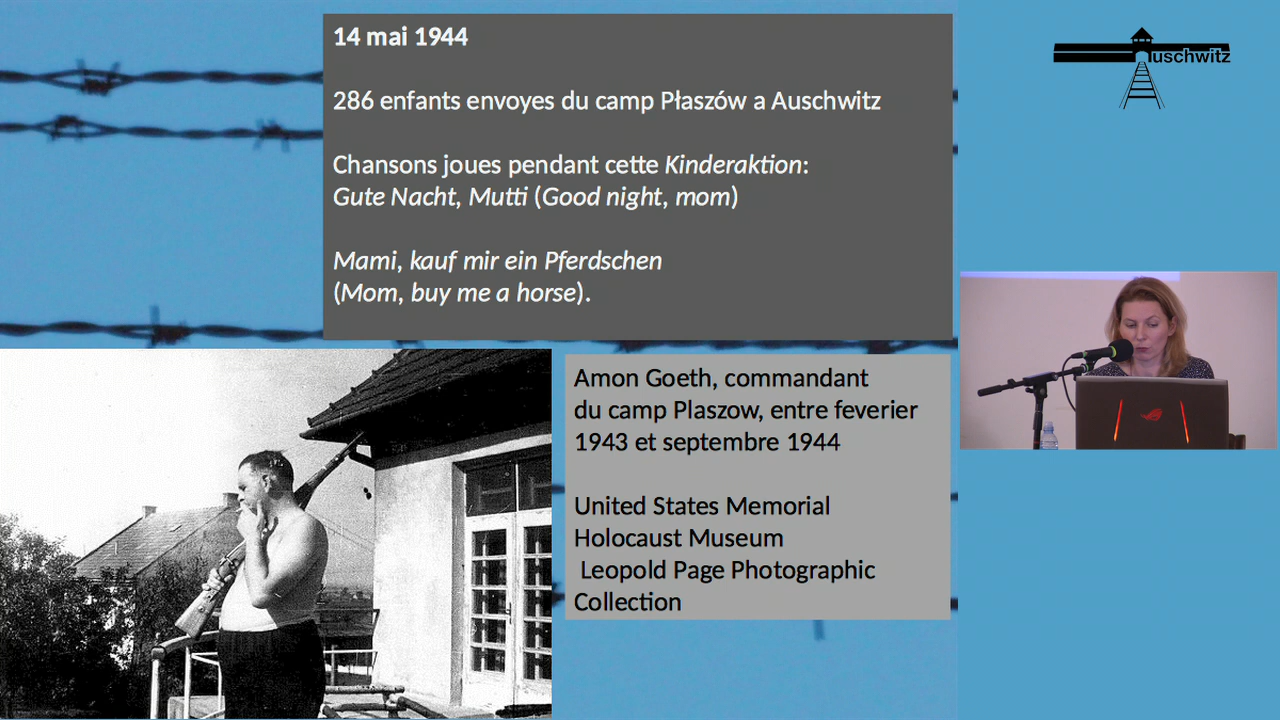 14 mai 1944
286 enfants envoyes du camp Płaszów a Auschwitz
Chansons joues pendant cette Kinderaktion:
Gute Nacht, Mutti (Good night, mom)
Mami, kauf mir ein Pferdschen
(Mom, buy me a horse).
Amon Goeth, commandant
du camp Plaszow, entre feverier
1943 et septembre 1944
United States Memorial
Holocaust Museum
Leopold Page Photographic
Collection
Auschwitz